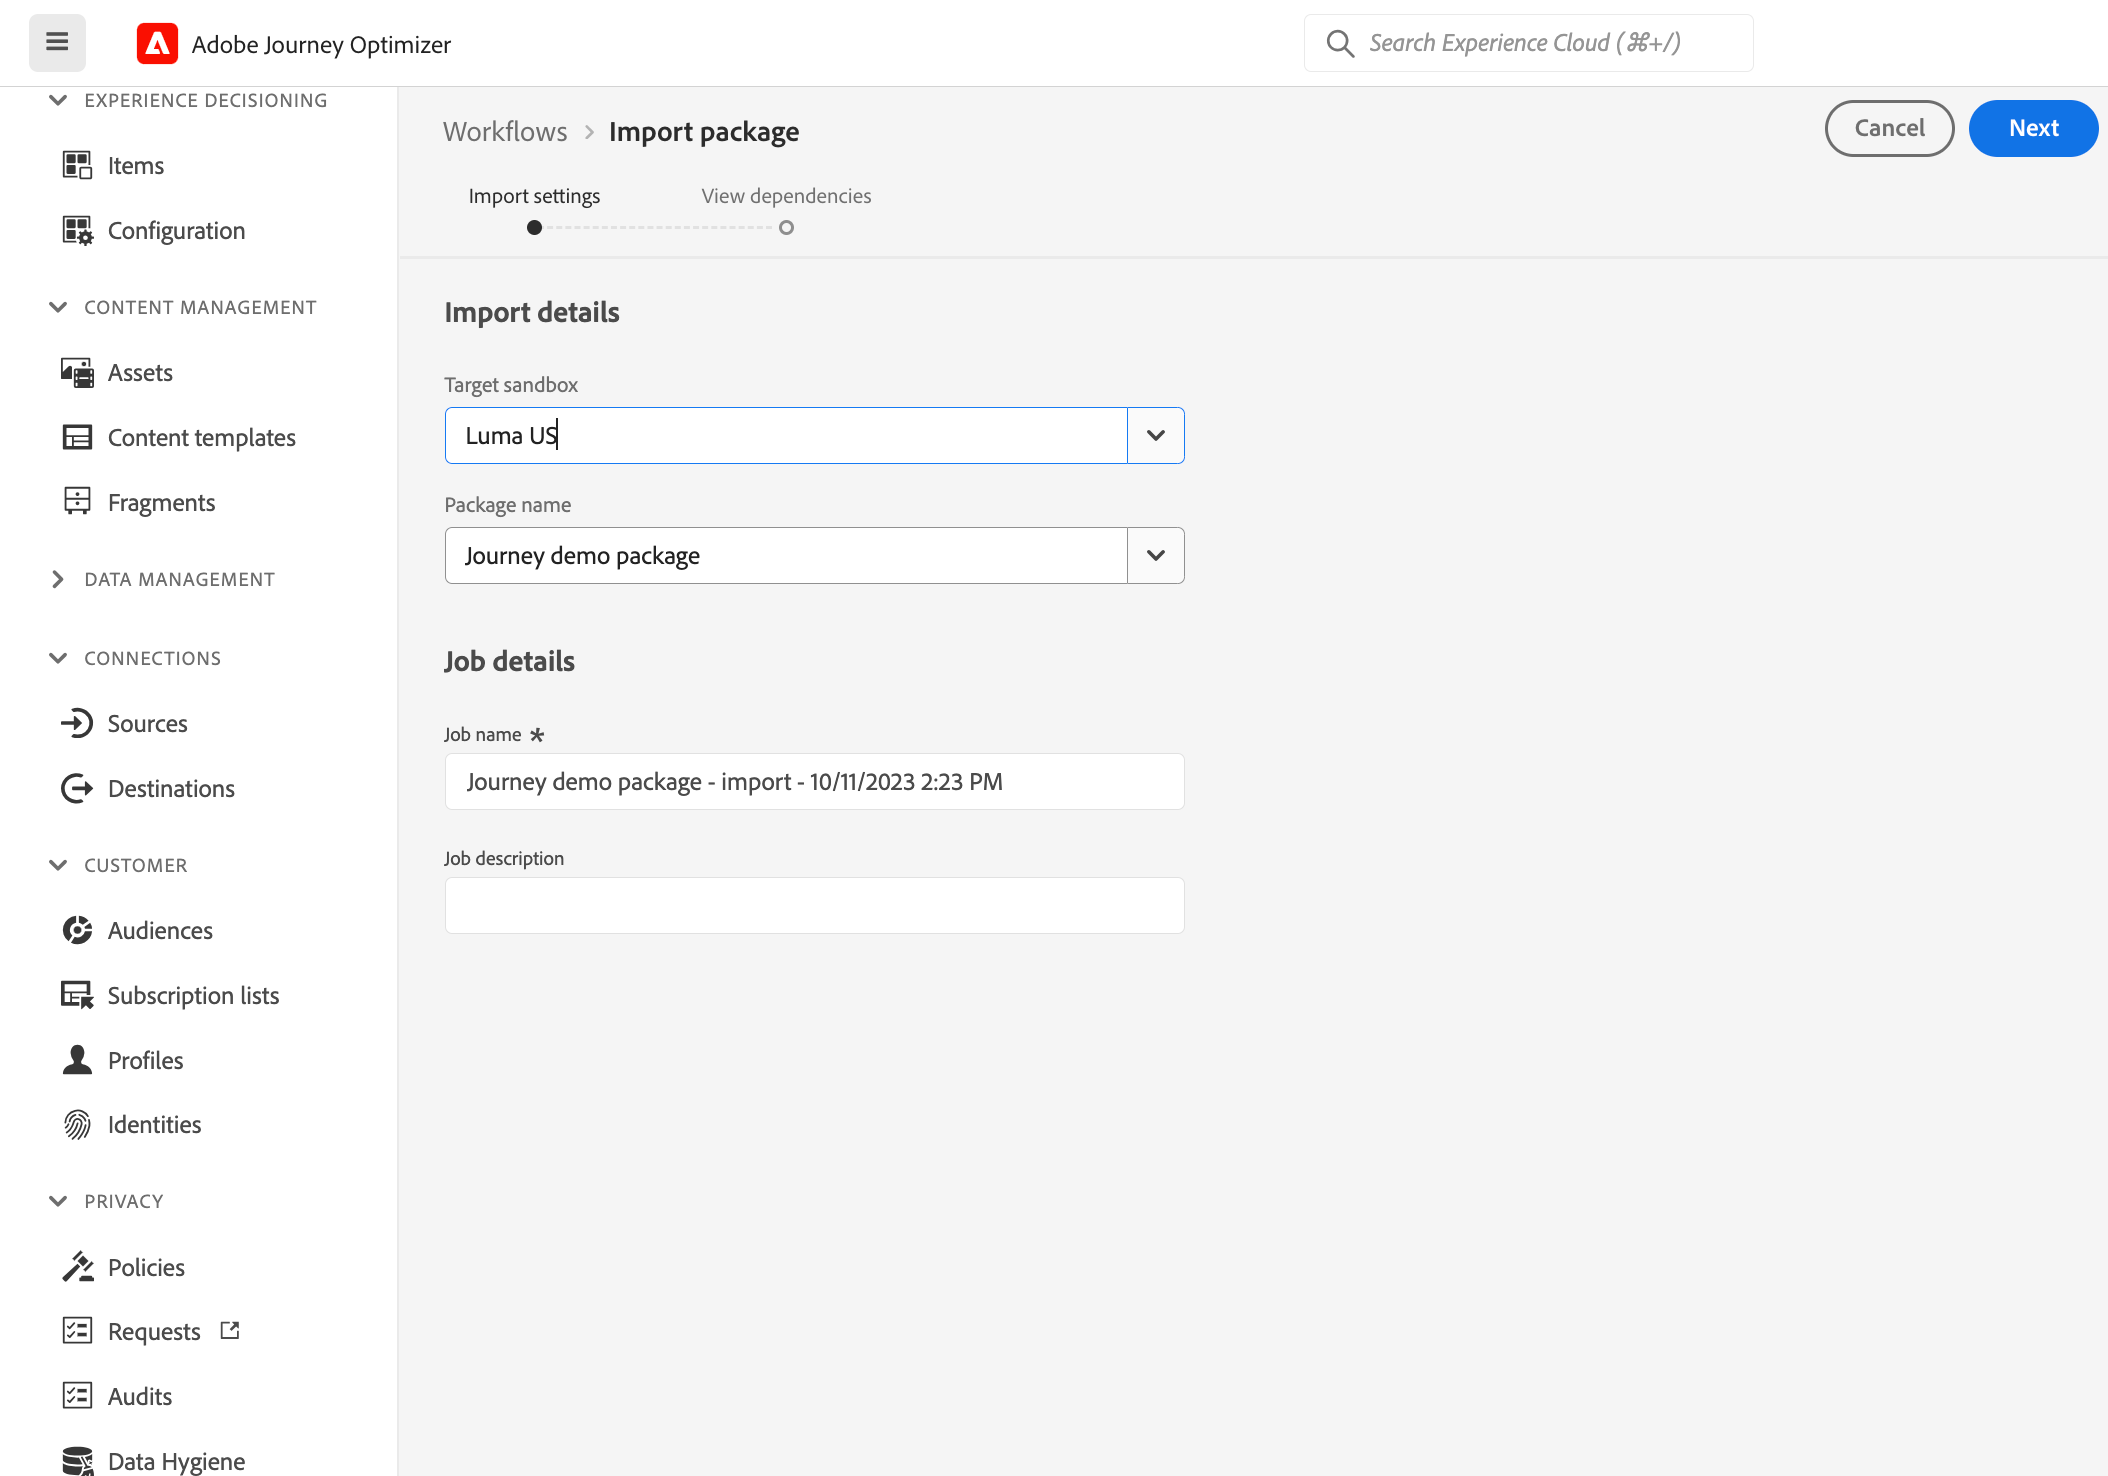 Adobe Journey Optimizer
Search Experience Cloud (⌘+/)
EXPERIENCE DECISIONING
Items
Configuration
CONTENT MANAGEMENT
Assets
Content templates
Fragments
DATA MANAGEMENT
CONNECTIONS
Sources
Destinations
CUSTOMER
Audiences
Subscription lists
Profiles
Identities
PRIVACY
Policies
Requests
Audits
Data Hygiene
Workflows > Import package
Cancel
Next
Import settings
View dependencies
Import details
Target sandbox
Luma US
Package name
Journey demo package
Job details
Job name *
Journey demo package - import - 10/11/2023 2:23 PM
Job description